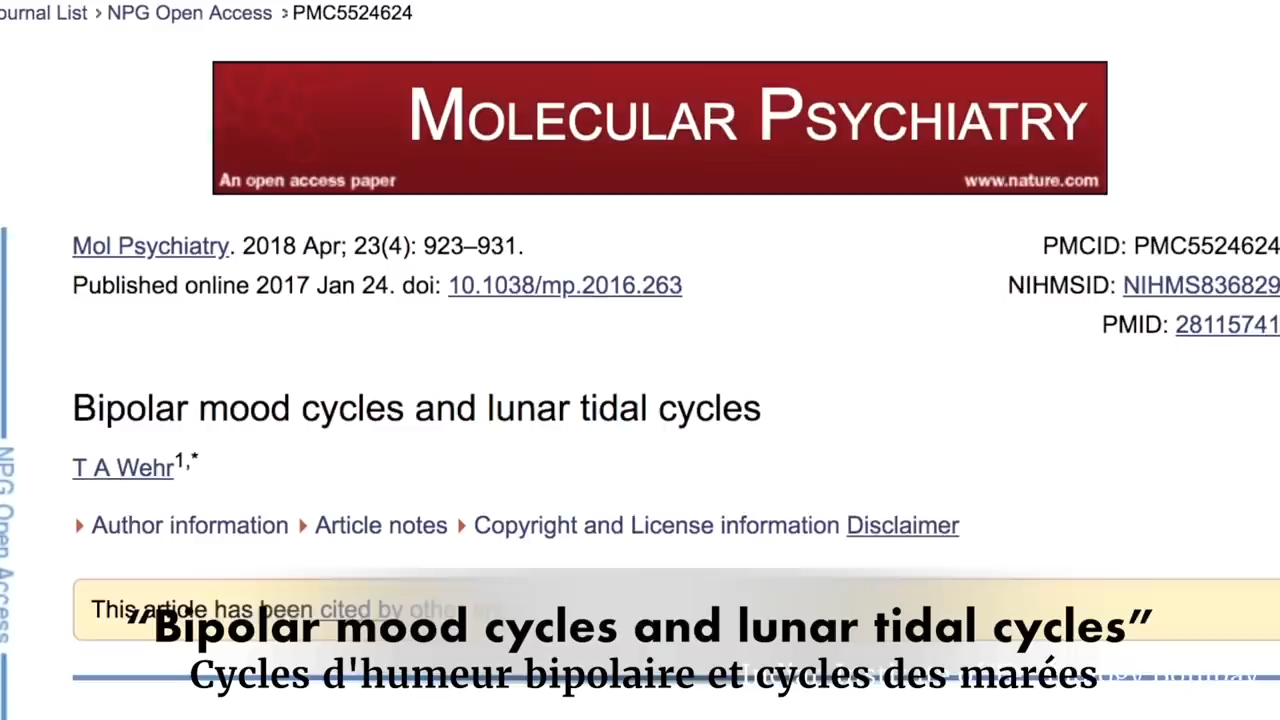 ournal List > NPG Open Access > PMC5524624
MOLECULAR PSYCHIATRY
An open access paper
www.nature.com
Mol Psychiatry. 2018 Apr; 23(4): 923–931.
Published online 2017 Jan 24. doi: 10.1038/mp.2016.263
PMCID: PMC5524624
NIHMSID: NIHMS836829
PMID: 28115741
Bipolar mood cycles and lunar tidal cycles
T A Wehr1,*
Author information Article notes Copyright and License information Disclaimer
NPG Open Access
This article has been cited by other
“Bipolar mood cycles and lunar tidal cycles”
Cycles d'humeur bipolaire et cycles des marées